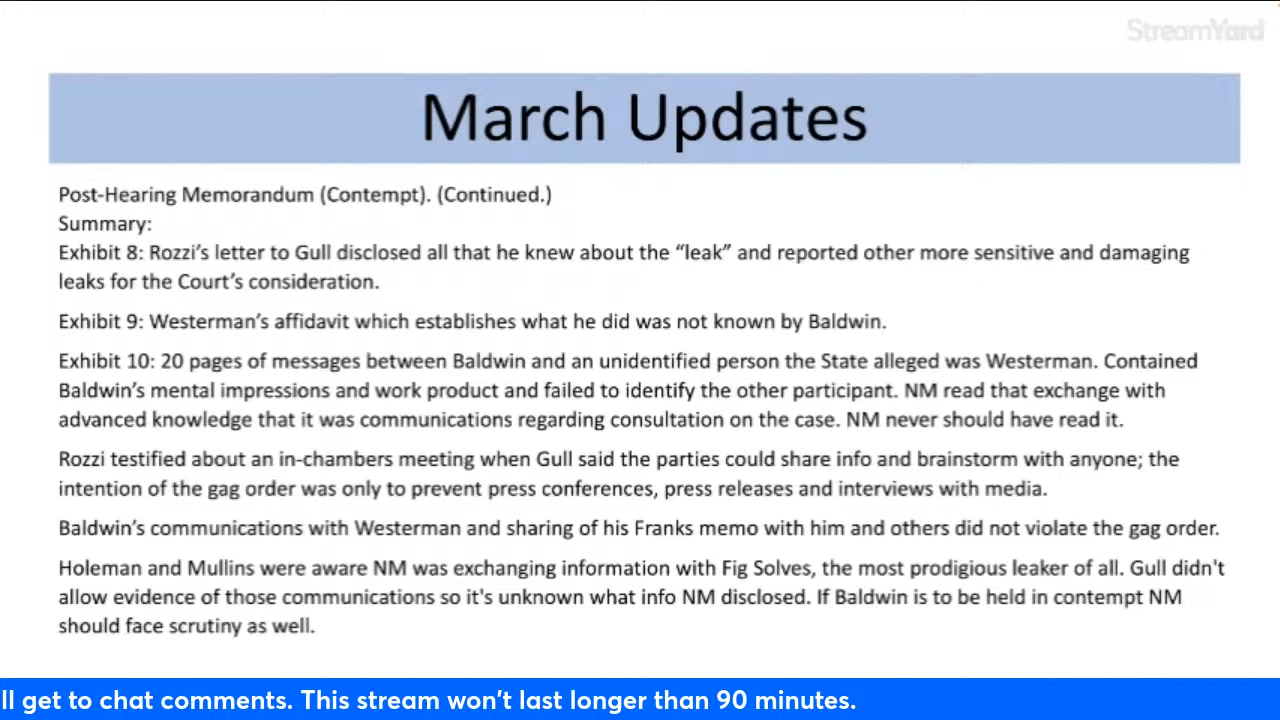 StreamYard
March Updates
Post-Hearing Memorandum (Contempt). (Continued.)
Summary:
Exhibit 8: Rozzi’s letter to Gull disclosed all that he knew about the “leak” and reported other more sensitive and damaging
leaks for the Court’s consideration.
Exhibit 9: Westerman’s affidavit which establishes what he did was not known by Baldwin.
Exhibit 10: 20 pages of messages between Baldwin and an unidentified person the State alleged was Westerman. Contained
Baldwin’s mental impressions and work product and failed to identify the other participant. NM read that exchange with
advanced knowledge that it was communications regarding consultation on the case. NM never should have read it.
Rozzi testified about an in-chambers meeting when Gull said the parties could share info and brainstorm with anyone; the
intention of the gag order was only to prevent press conferences, press releases and interviews with media.
Baldwin’s communications with Westerman and sharing of his Franks memo with him and others did not violate the gag order.
Holeman and Mullins were aware NM was exchanging information with Fig Solves, the most prodigious leaker of all. Gull didn't
allow evidence of those communications so it's unknown what info NM disclosed. If Baldwin is to be held in contempt NM
should face scrutiny as well.
ll get to chat comments. This stream won’t last longer than 90 minutes.